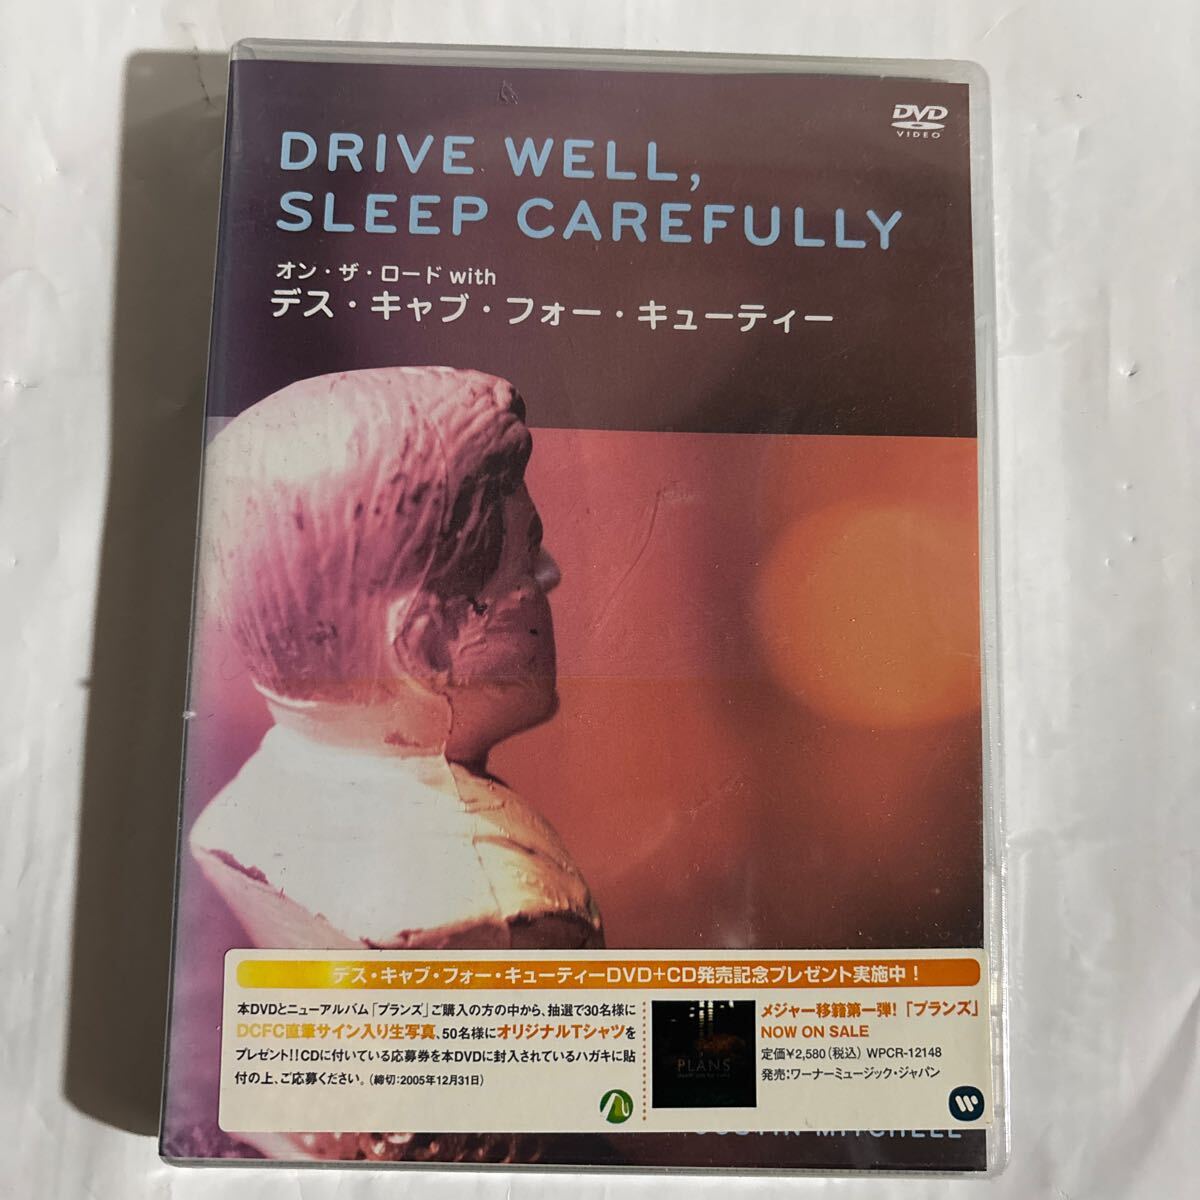 DVD
VIDEO
DRIVE WELL,
SLEEP CAREFULLY
オン・ザ・ロード with
デス・キャブ・フォー・キューティー
デス・キャブ・フォー・キューティーDVD+CD発売記念プレゼント実施中！
本DVDとニューアルバム「プランズ」ご購入の方の中から、抽選で30名様に
DCFC直筆サイン入り生写真、50名様にオリジナルTシャツを
プレゼント!!CDに付いている応募券を本DVDに封入されているハガキに貼
付の上、ご応募ください。（締切:2005年12月31日）
PLANS
メジャー移籍第一弾！「プランズ」
NOW ON SALE
定価¥2,580（税込） WPCR-12148
発売:ワーナーミュージック・ジャパン
JUSTIN MITCHELL